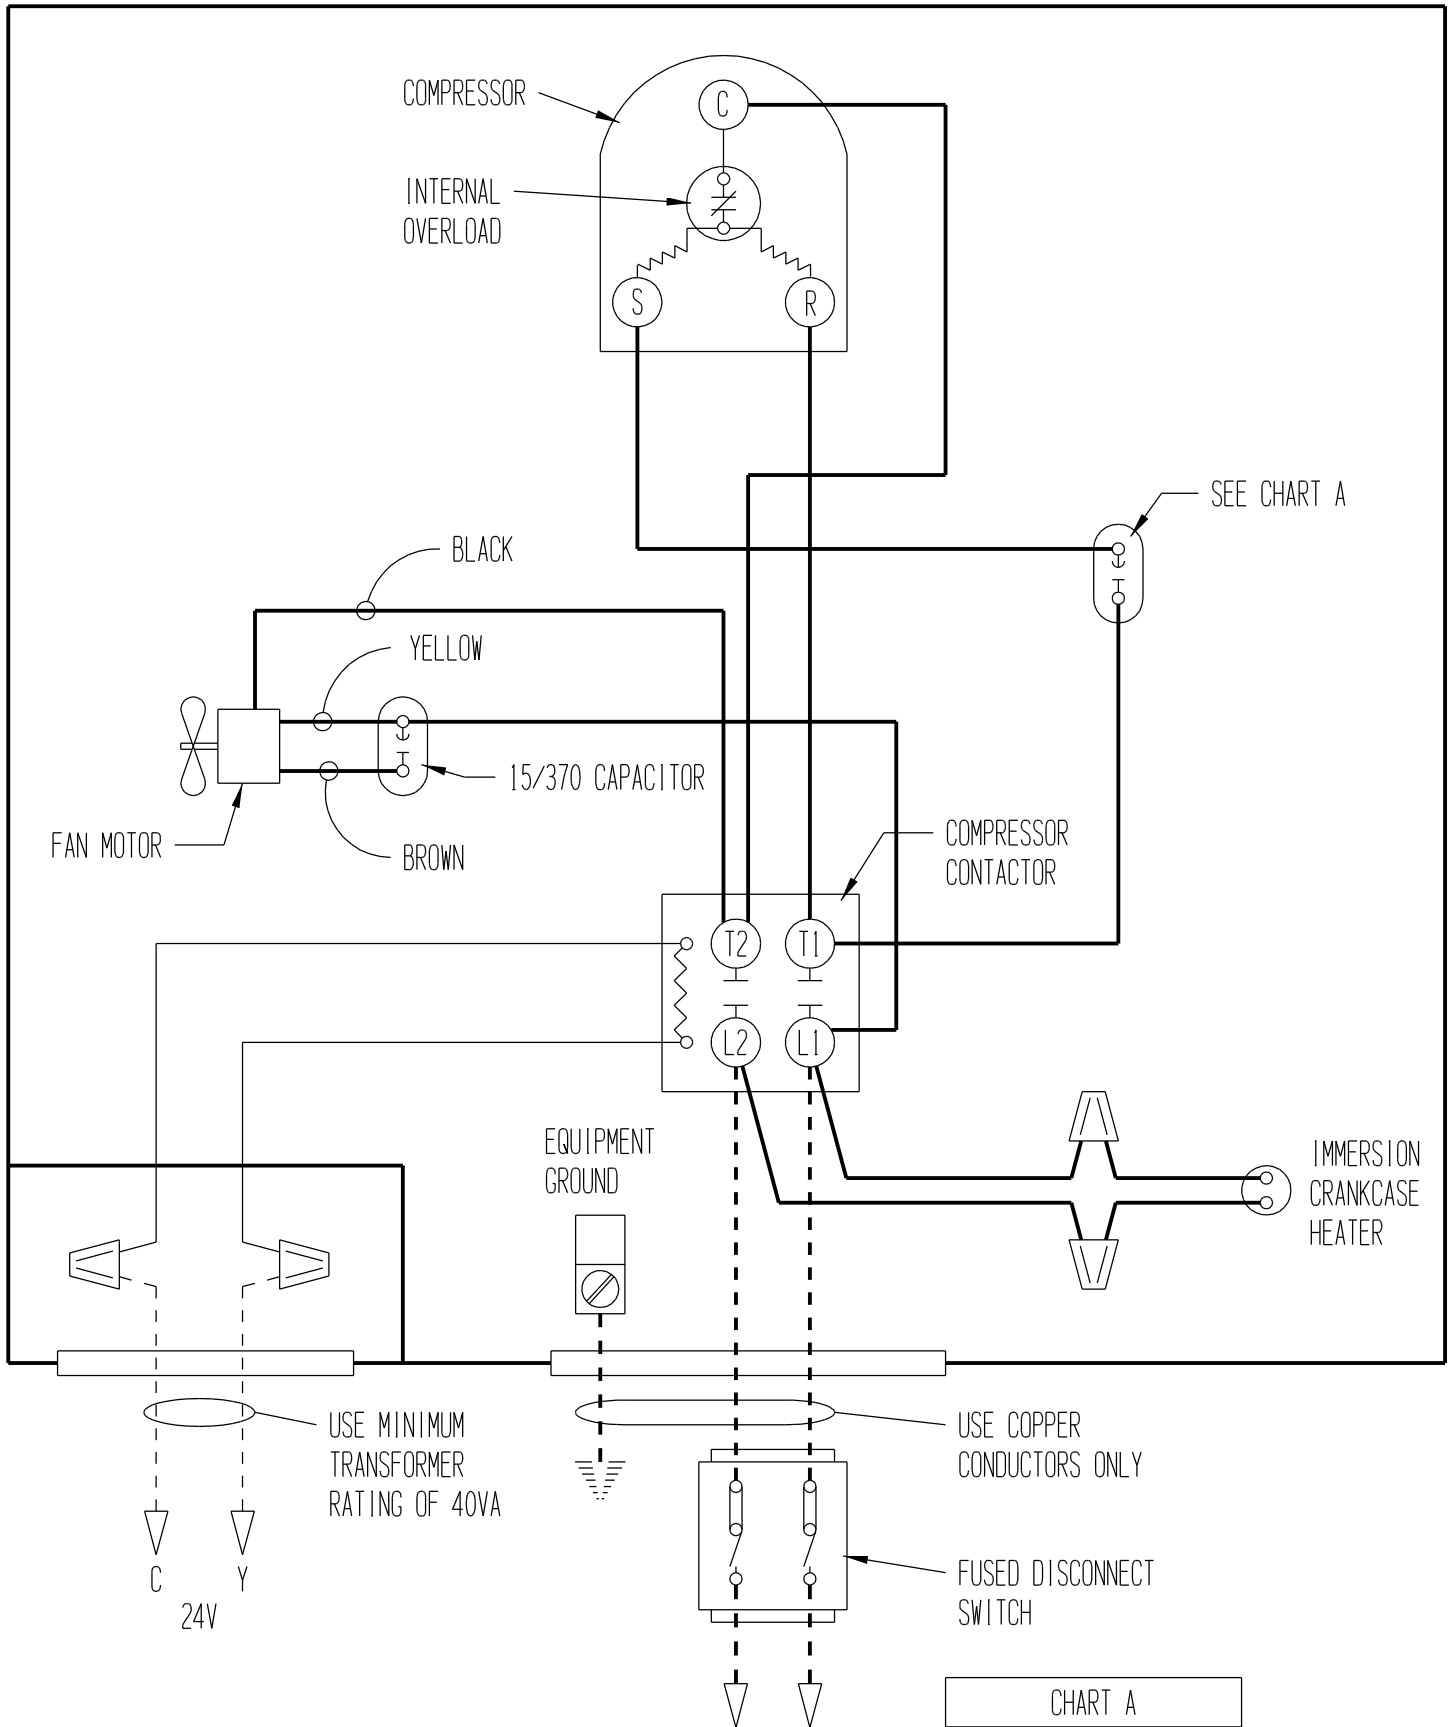 COMPRESSOR
C
INTERNAL
OVERLOAD
S
R
SEE CHART A
BLACK
YELLOW
15/370 CAPACITOR
FAN MOTOR
BROWN
COMPRESSOR
CONTACTOR
T2
T1
L2
L1
EQUIPMENT
GROUND
IMMERSION
CRANKCASE
HEATER
USE MINIMUM
TRANSFORMER
RATING OF 40VA
USE COPPER
CONDUCTORS ONLY
C
Y
24V
FUSED DISCONNECT
SWITCH
CHART A